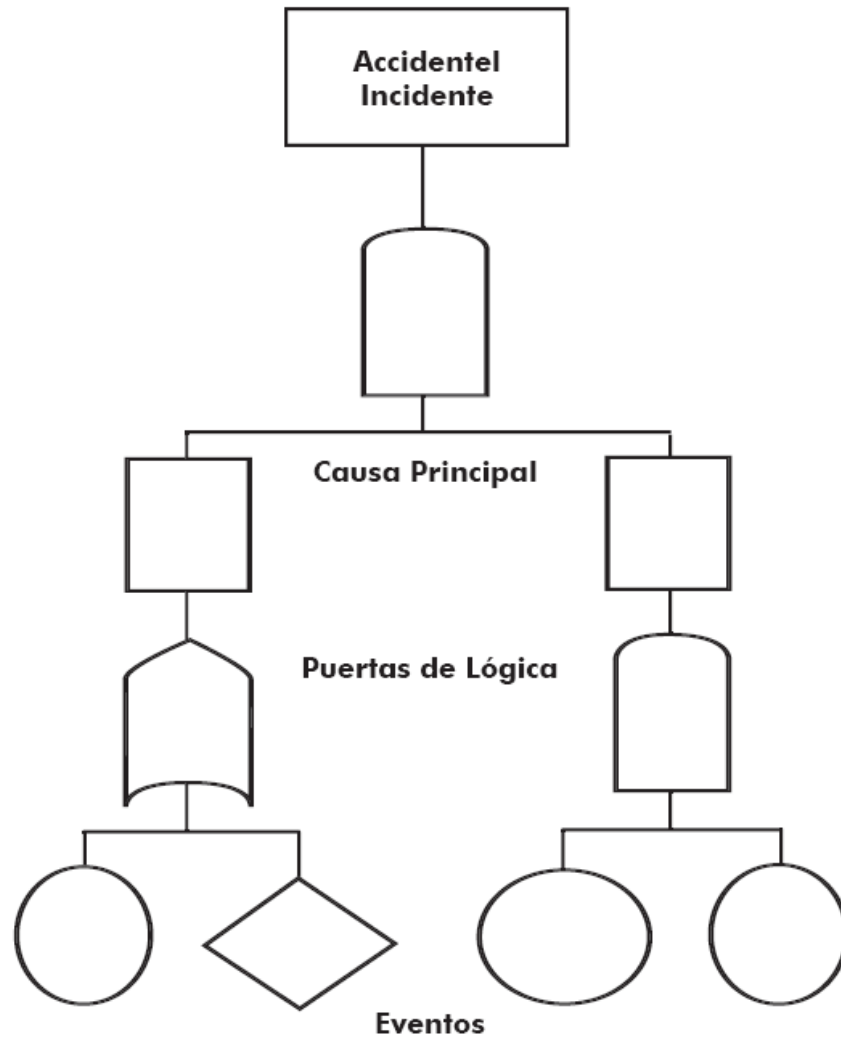 Accidentel
Incidente
Causa Principal
Puertas de Lógica
Eventos